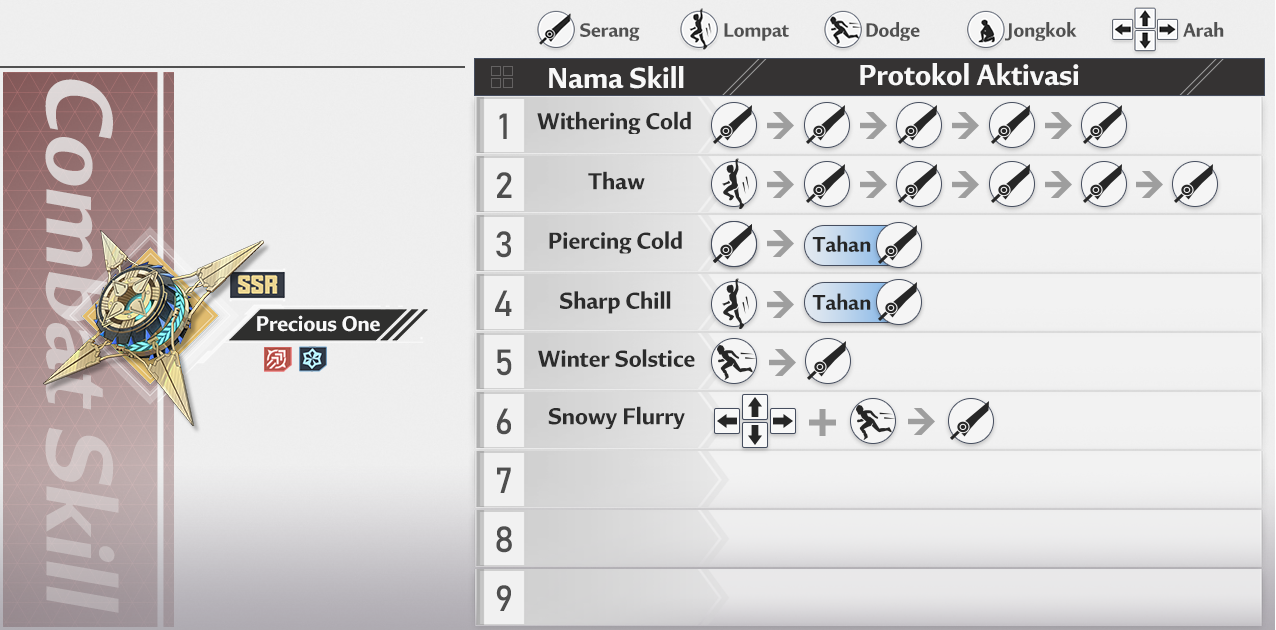 Serang
Lompat
Dodge
Jongkok
Arah
Combat Skill
SSR
Precious One
Nama Skill
Protokol Aktivasi
1
Withering Cold
2
Thaw
3
Piercing Cold
Tahan
4
Sharp Chill
Tahan
5
Winter Solstice
6
Snowy Flurry
7
8
9